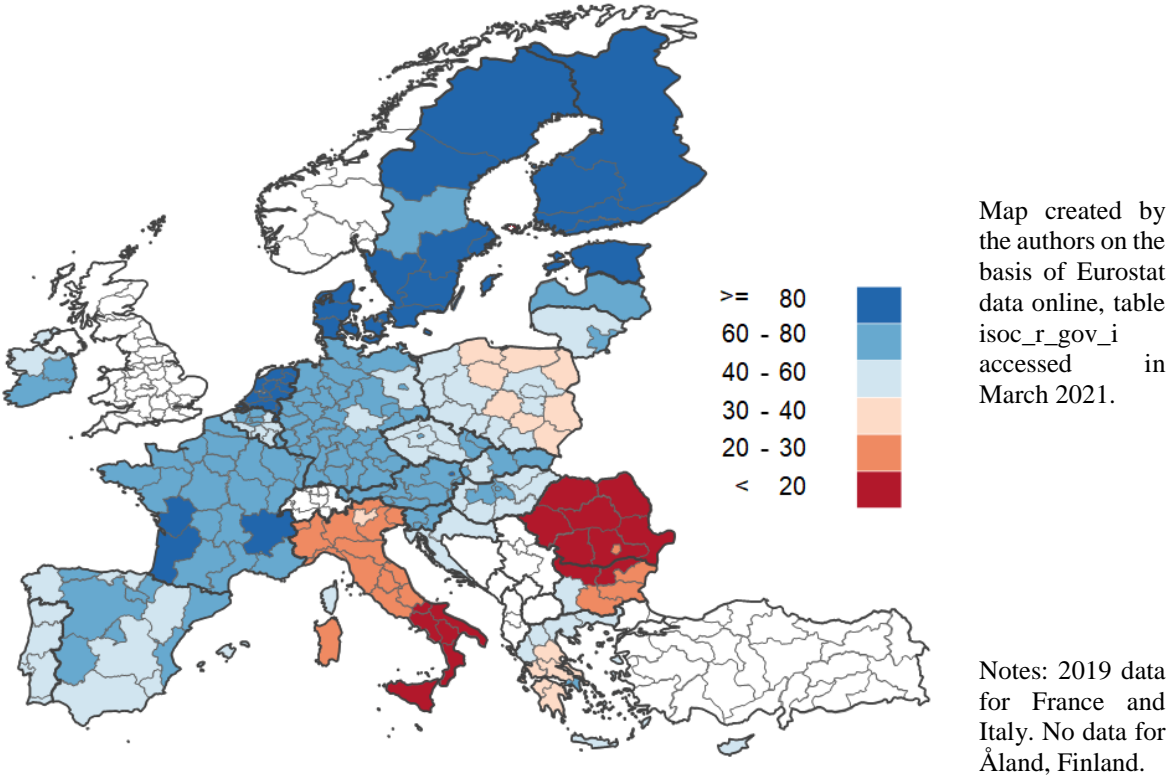 Map created by
the authors on the
basis of Eurostat
data online, table
isoc_r_gov_i
accessed in
March 2021.
>= 80
60 - 80
40 - 60
30 - 40
20 - 30
< 20
Notes: 2019 data
for France and
Italy. No data for
Åland, Finland.